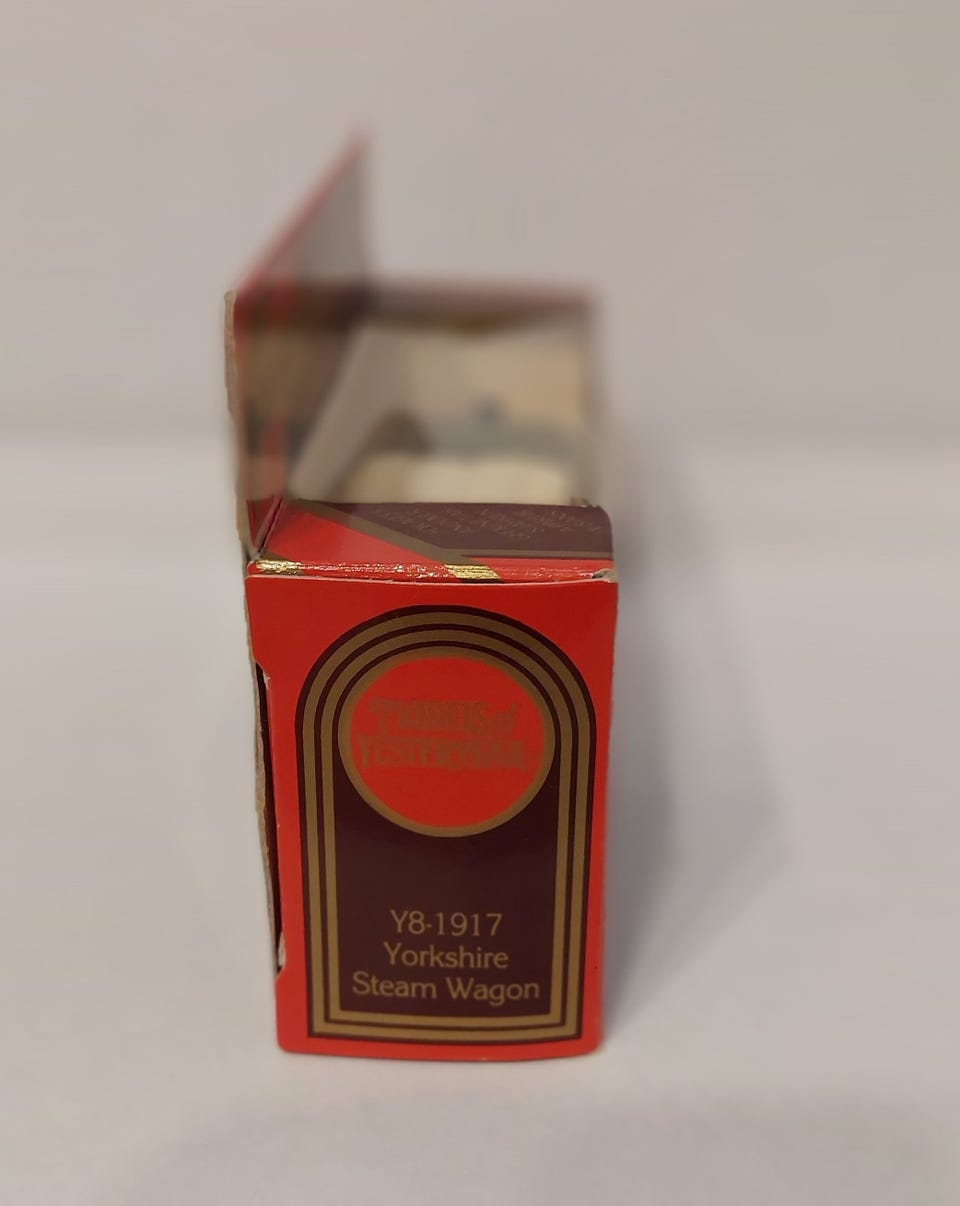 Models of
YESTERYEAR
Y8-1917
Yorkshire
Steam Wagon